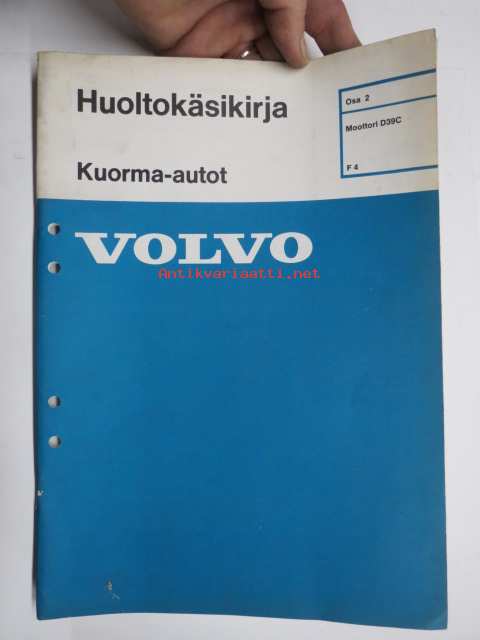 Huoltokäsikirja
Kuorma-autot
Osa 2
Moottori D39C
F 4
VOLVO
Antikvariaatti.net